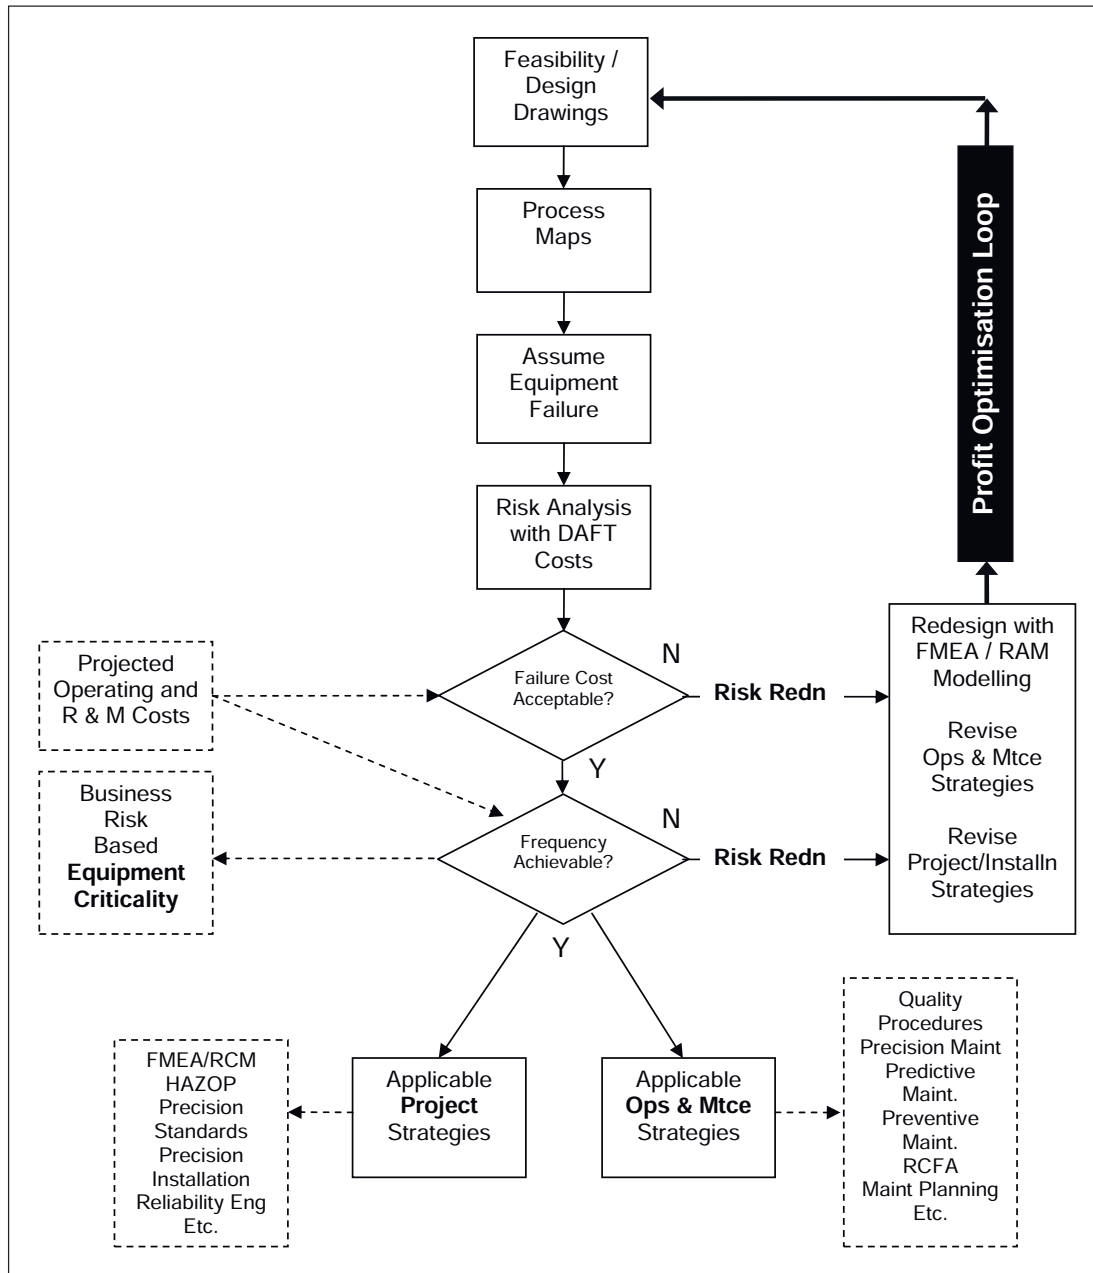 Feasibility /
Design
Drawings
Process
Maps
Assume
Equipment
Failure
Risk Analysis
with DAFT
Costs
Profit Optimisation Loop
Projected
Operating and
R & M Costs
Failure Cost
Acceptable?
N
Risk Redn
Y
Redesign with
FMEA / RAM
Modelling
Revise
Ops & Mtce
Strategies
Revise
Project/Installn
Strategies
Business
Risk
Based
Equipment
Criticality
Frequency
Achievable?
N
Risk Redn
Y
FMEA/RCM
HAZOP
Precision
Standards
Precision
Installation
Reliability Eng
Etc.
Applicable
Project
Strategies
Applicable
Ops & Mtce
Strategies
Quality
Procedures
Precision Maint
Predictive
Maint.
Preventive
Maint.
RCFA
Maint Planning
Etc.